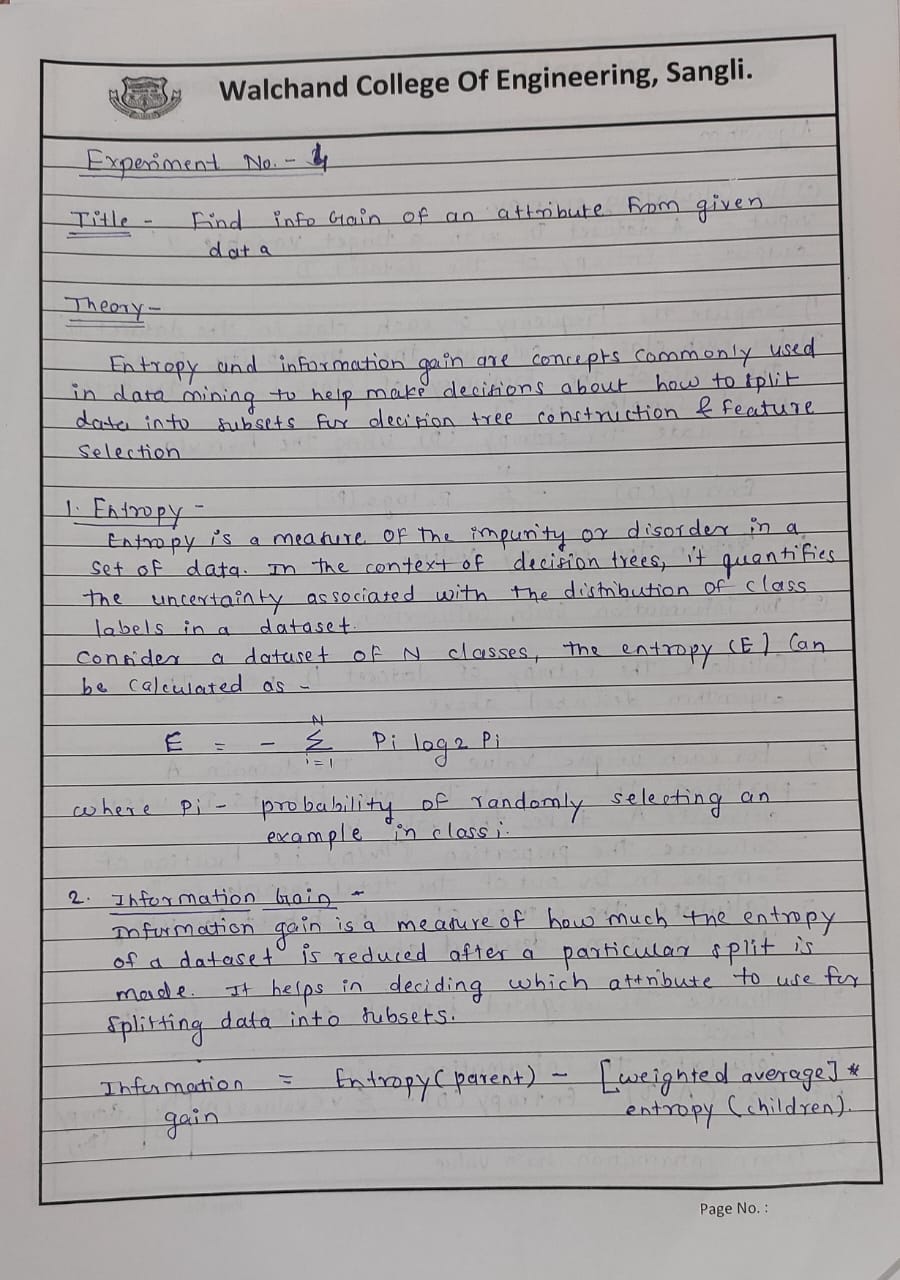 Walchand College Of Engineering, Sangli.
Experiment No. - 4
Title - Find info Gain of an attribute from given
data
Theory -
Entropy and information gain are concepts commonly used
in data mining to help make decisions about how to split
data into subsets for decision tree construction & feature
selection
1. Entropy -
Entropy is a measure of the impurity or disorder in a
set of data. In the context of decision trees, it quantifies
the uncertainty associated with the distribution of class
labels in a dataset.
Consider a dataset of N classes, the entropy (E) can
be calculated as -
E = - N Σ i=1 Pi log2 Pi
where Pi - probability of randomly selecting an
example in class i.
2. Information Gain -
Information gain is a measure of how much the entropy
of a dataset is reduced after a particular split is
made. It helps in deciding which attribute to use for
splitting data into subsets.
Information = Entropy (parent) - [weighted average] *
gain entropy (children).
Page No. :